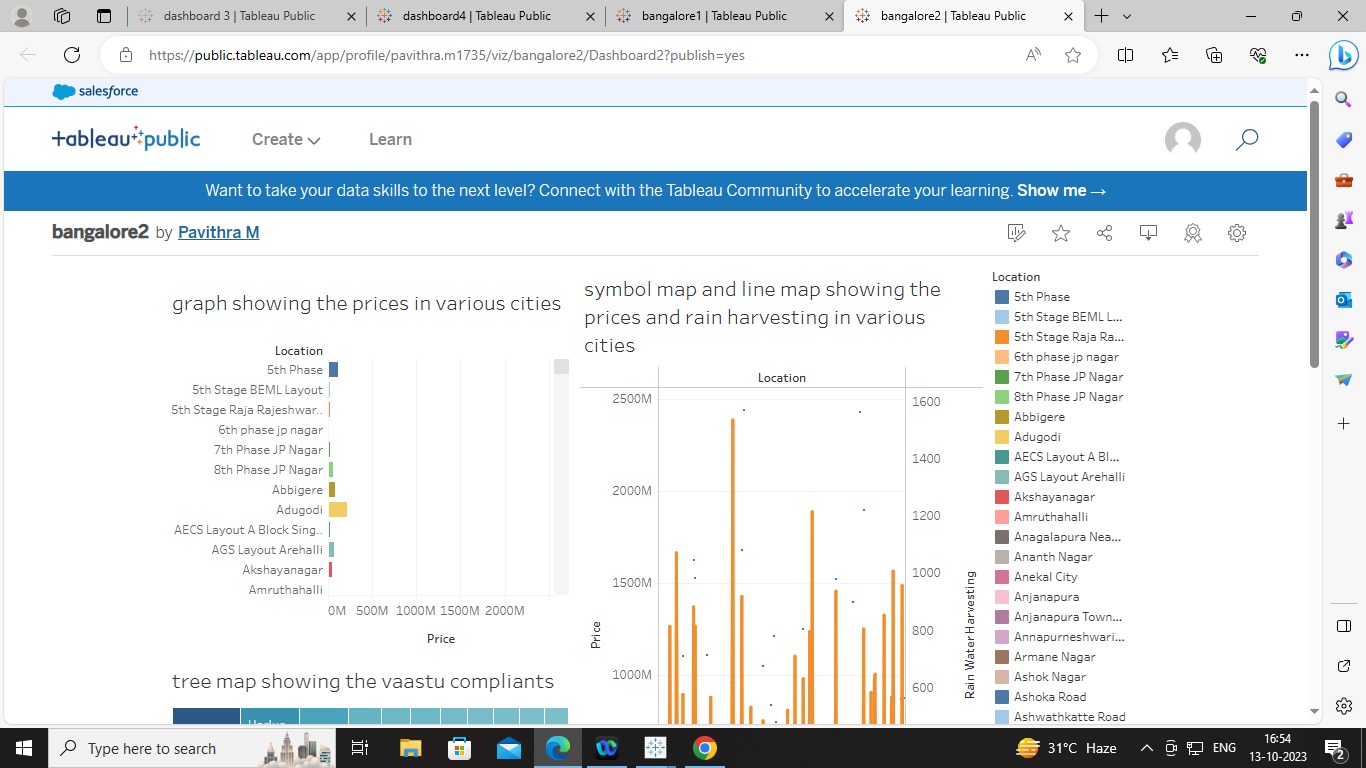 dashboard 3 | Tableau Public
dashboard4 | Tableau Public
bangalore1 | Tableau Public
bangalore2 | Tableau Public
https://public.tableau.com/app/profile/pavithra.m1735/viz/bangalore2/Dashboard2?publish=yes
salesforce
+ableau+public
Create
Learn
Want to take your data skills to the next level? Connect with the Tableau Community to accelerate your learning. Show me →
bangalore2 by Pavithra M
graph showing the prices in various cities
Location
5th Phase
5th Stage BEML Layout
5th Stage Raja Rajeshwar..
6th phase jp nagar
7th Phase JP Nagar
8th Phase JP Nagar
Abbigere
Adugodi
AECS Layout A Block Sing..
AGS Layout Arehalli
Akshayanagar
Amruthahalli
0M 500M 1000M 1500M 2000M
Price
tree map showing the vaastu compliants
symbol map and line map showing the
prices and rain harvesting in various
cities
Location
2500M
2000M
1500M
1000M
Price
1600
1400
1200
1000
800
600
Rain Water Harvesting
Location
5th Phase
5th Stage BEML L...
5th Stage Raja Ra...
6th phase jp nagar
7th Phase JP Nagar
8th Phase JP Nagar
Abbigere
Adugodi
AECS Layout A Bl...
AGS Layout Arehalli
Akshayanagar
Amruthahalli
Anagalapura Nea...
Ananth Nagar
Anekal City
Anjanapura
Anjanapura Town...
Annapurneshwari...
Armane Nagar
Ashok Nagar
Ashoka Road
Ashwathkatte Road
Type here to search
31°C Haze
ENG
16:54
13-10-2023
2